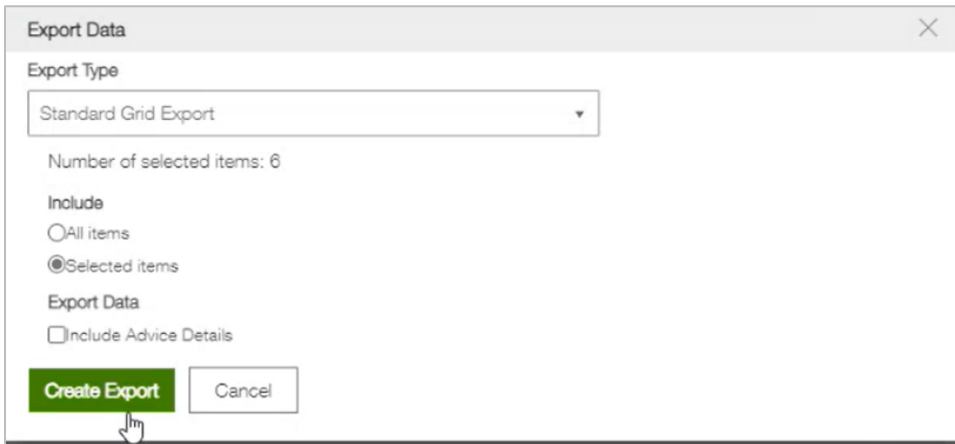 Export Data
Export Type
Standard Grid Export
Number of selected items: 6
Include
All items
Selected items
Export Data
Include Advice Details
Create Export Cancel